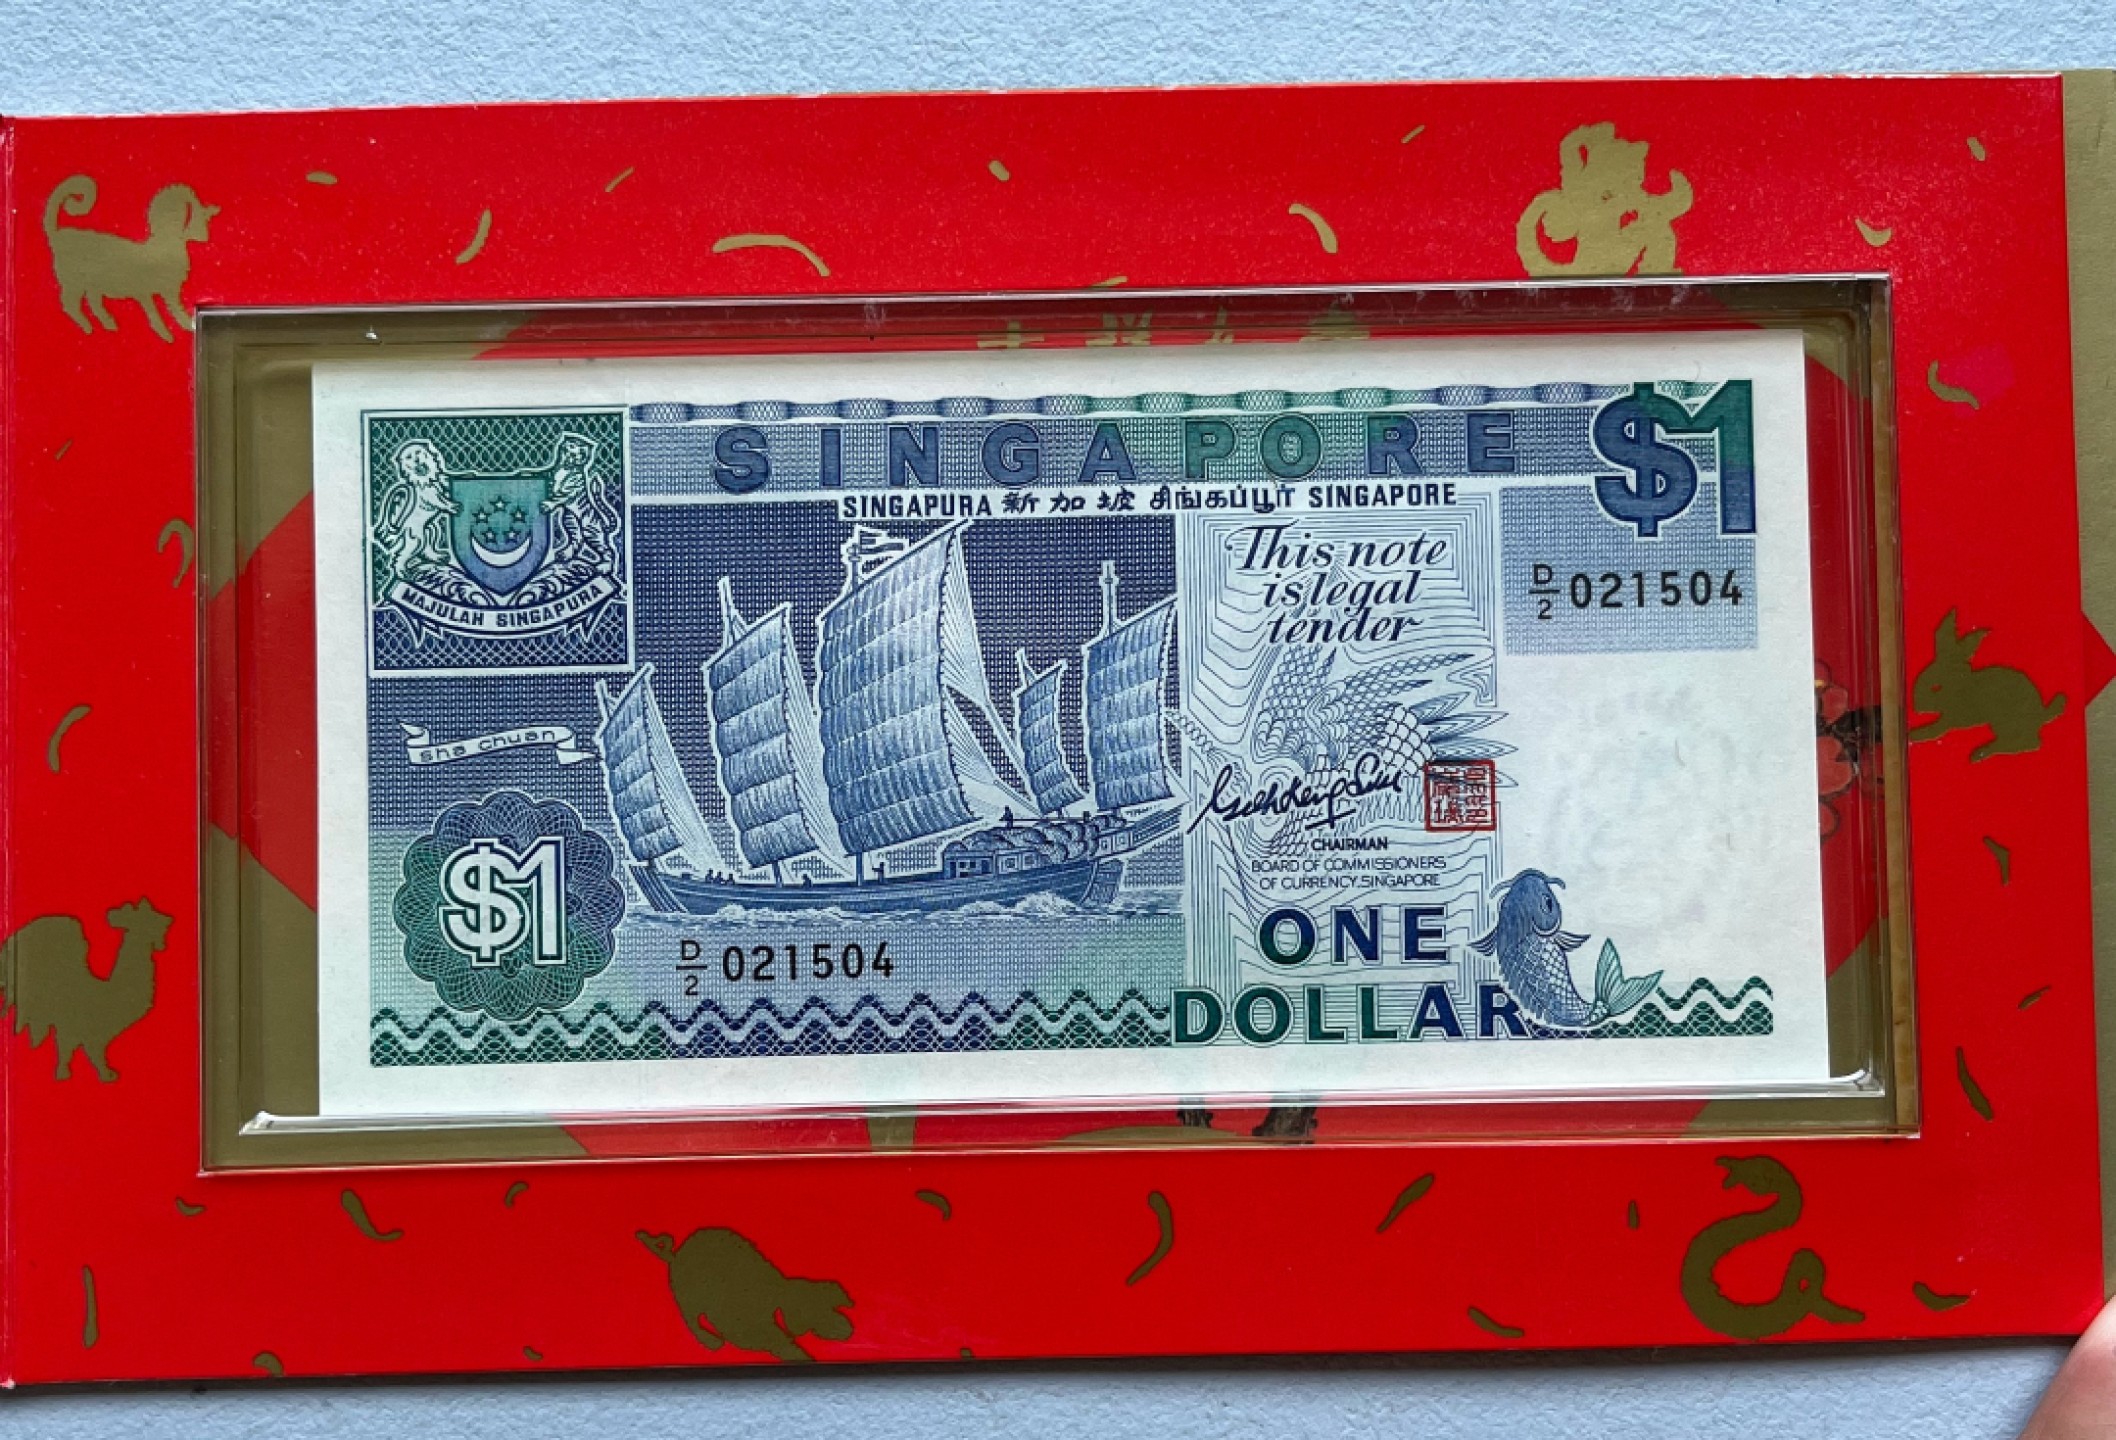 SINGAPORE
$1
SINGAPURA 新加坡 சிங்கப்பூர் SINGAPORE
MAJULAH SINGAPURA
This note
is legal
tender
D/2 021504
sha chuan
CHAIRMAN
BOARD OF COMMISSIONERS
OF CURRENCY, SINGAPORE
$1
D/2 021504
ONE
DOLLAR